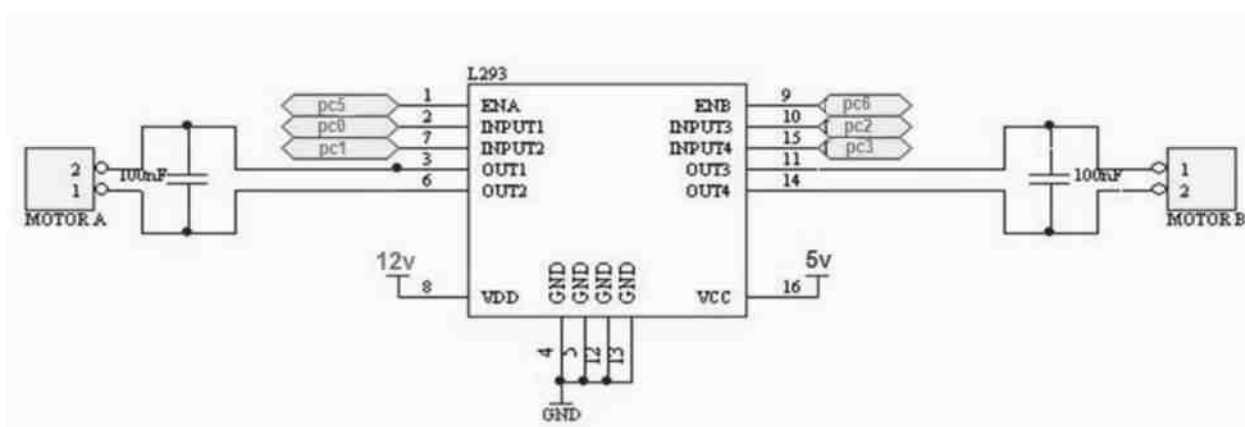 L293
pc5 1 ENA ENB 9 pc6
pc0 2 INPUT1 INPUT3 10 pc2
pc1 7 INPUT2 INPUT4 15 pc3
2 100nF 3 OUT1 OUT3 11 100nF 1
1 6 OUT2 OUT4 14 2
MOTOR A MOTOR B
12v 5v
8 VDD GND GND GND GND VCC 16
4 5 12 13
GND